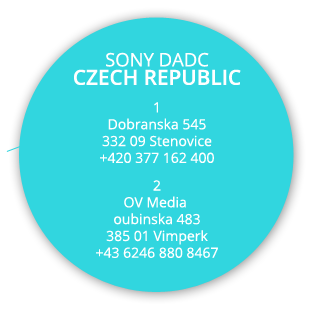 SONY DADC
CZECH REPUBLIC
1
Dobranska 545
332 09 Stenovice
+420 377 162 400
2
OV Media
oubinska 483
385 01 Vimperk
+43 6246 880 8467